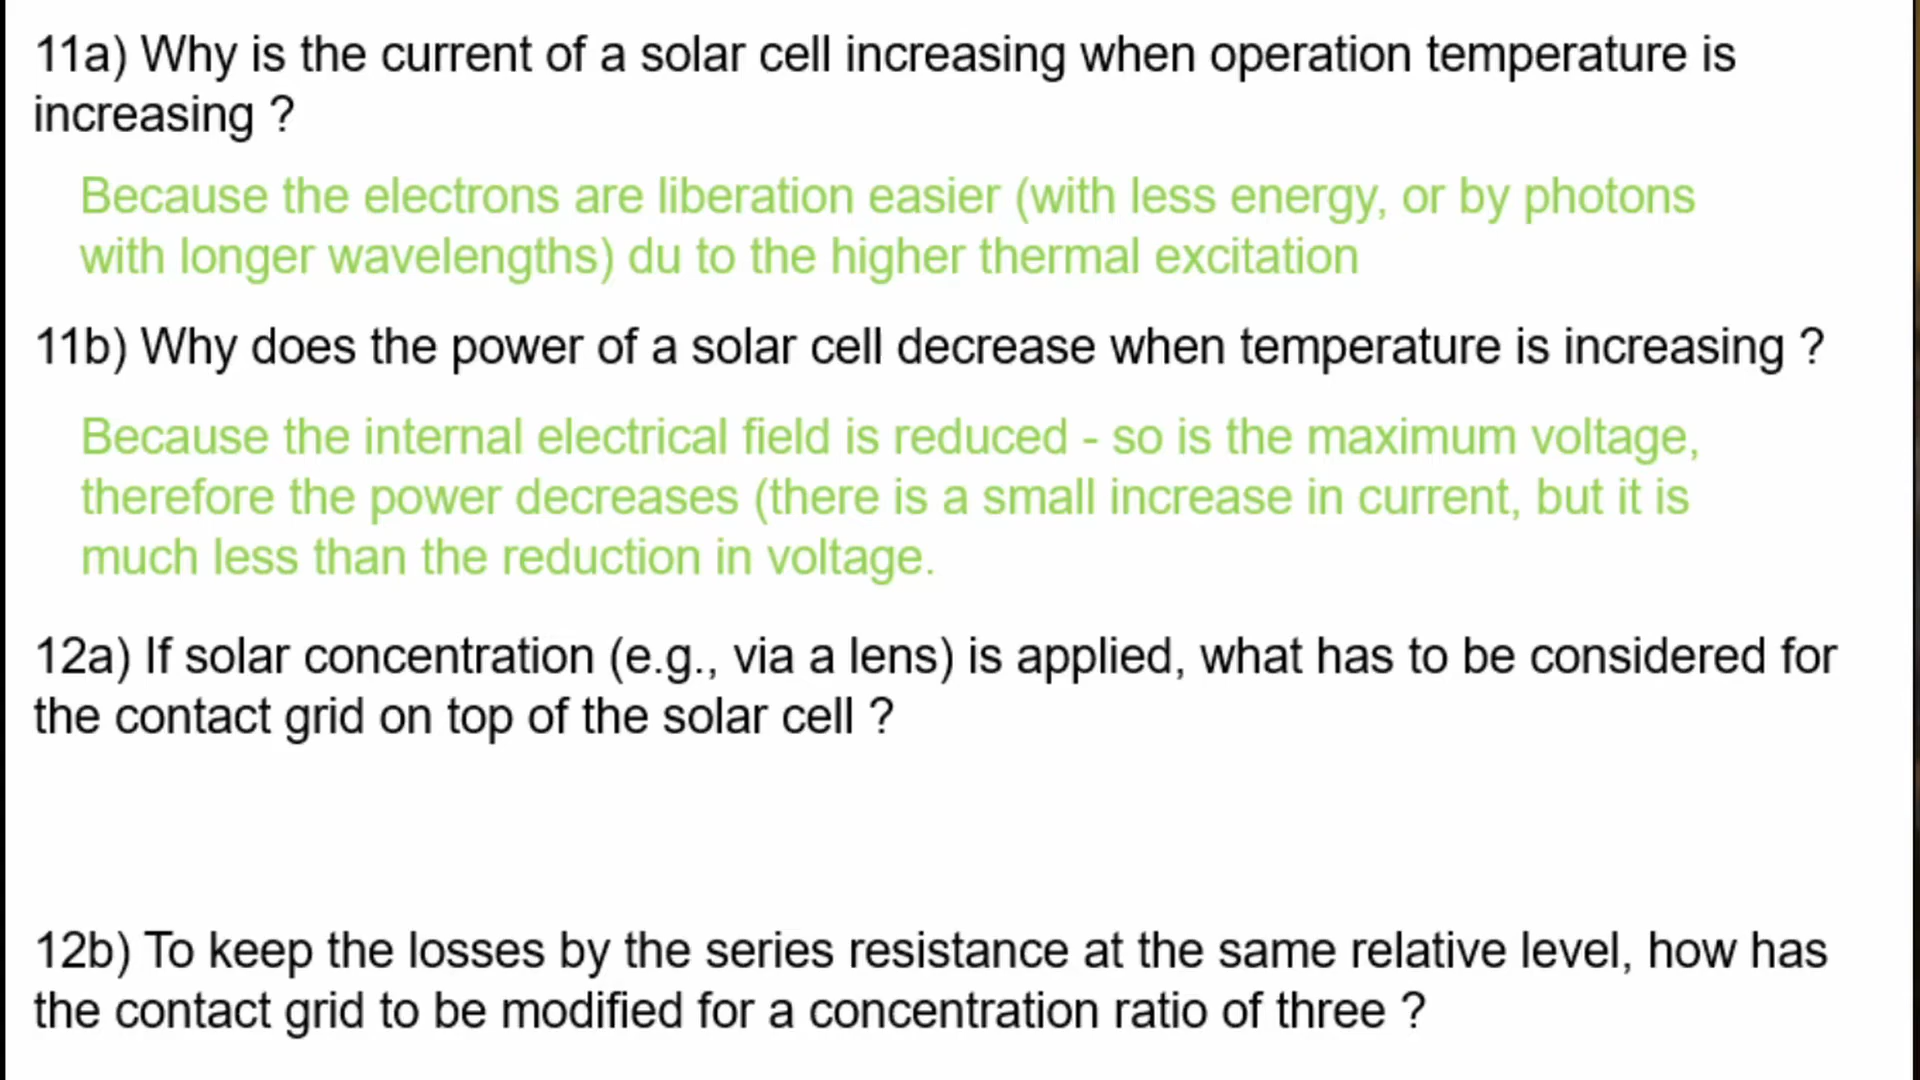 11a) Why is the current of a solar cell increasing when operation temperature is
increasing ?
Because the electrons are liberation easier (with less energy, or by photons
with longer wavelengths) du to the higher thermal excitation
11b) Why does the power of a solar cell decrease when temperature is increasing ?
Because the internal electrical field is reduced - so is the maximum voltage,
therefore the power decreases (there is a small increase in current, but it is
much less than the reduction in voltage.
12a) If solar concentration (e.g., via a lens) is applied, what has to be considered for
the contact grid on top of the solar cell ?
12b) To keep the losses by the series resistance at the same relative level, how has
the contact grid to be modified for a concentration ratio of three ?